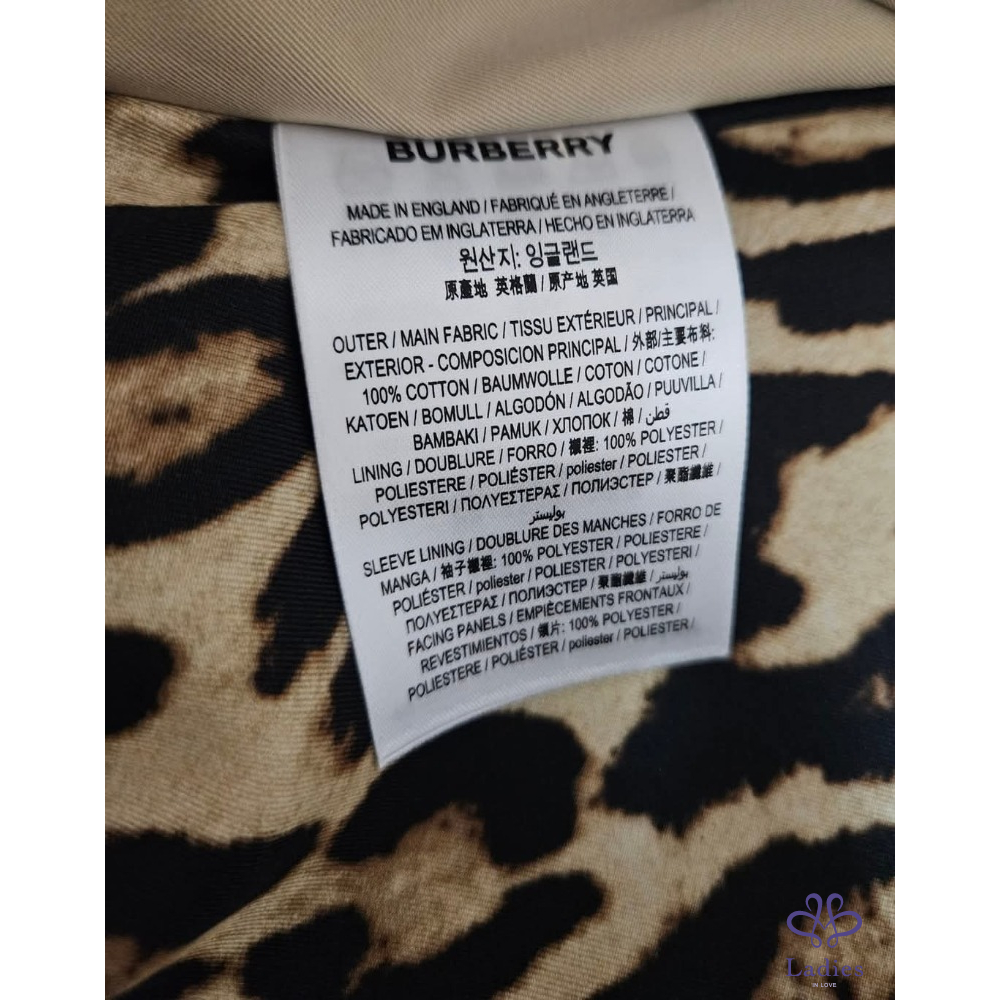 BURBERRY
MADE IN ENGLAND / FABRIQUÉ EN ANGLETERRE /
FABRICADO EM INGLATERRA / HECHO EN INGLATERRA
원산지: 잉글랜드
原產地 英格蘭 / 原产地 英国
OUTER / MAIN FABRIC / TISSU EXTÉRIEUR / PRINCIPAL /
EXTERIOR - COMPOSICION PRINCIPAL / 外部/主要布料:
100% COTTON / BAUMWOLLE / COTON / COTONE /
KATOEN / BOMULL / ALGODÓN / ALGODÃO / PUUVILLA /
BAMBAKI / PAMUK / ХЛОПОК / 棉 / قطن
LINING / DOUBLURE / FORRO / 襯裡: 100% POLYESTER /
POLIESTERE / POLIÉSTER / poliester / POLIESTER /
POLYESTERI / ΠΟΛΥΕΣΤΕΡΑΣ / ПОЛИЭСТЕР / 聚酯纖維 /
بوليستر
SLEEVE LINING / DOUBLURE DES MANCHES / FORRO DE
MANGA / 袖子襯裡: 100% POLYESTER / POLIESTERE /
POLIÉSTER / poliester / POLIESTER / POLYESTERI /
ΠΟΛΥΕΣΤΕΡΑΣ / ПОЛИЭСТЕР / 聚酯纖維 / بوليستر /
FACING PANELS / EMPIÈCEMENTS FRONTAUX /
REVESTIMIENTOS / 領片: 100% POLYESTER /
POLIESTERE / POLIÉSTER / poliester / POLIESTER /
Ladies
IN LOVE